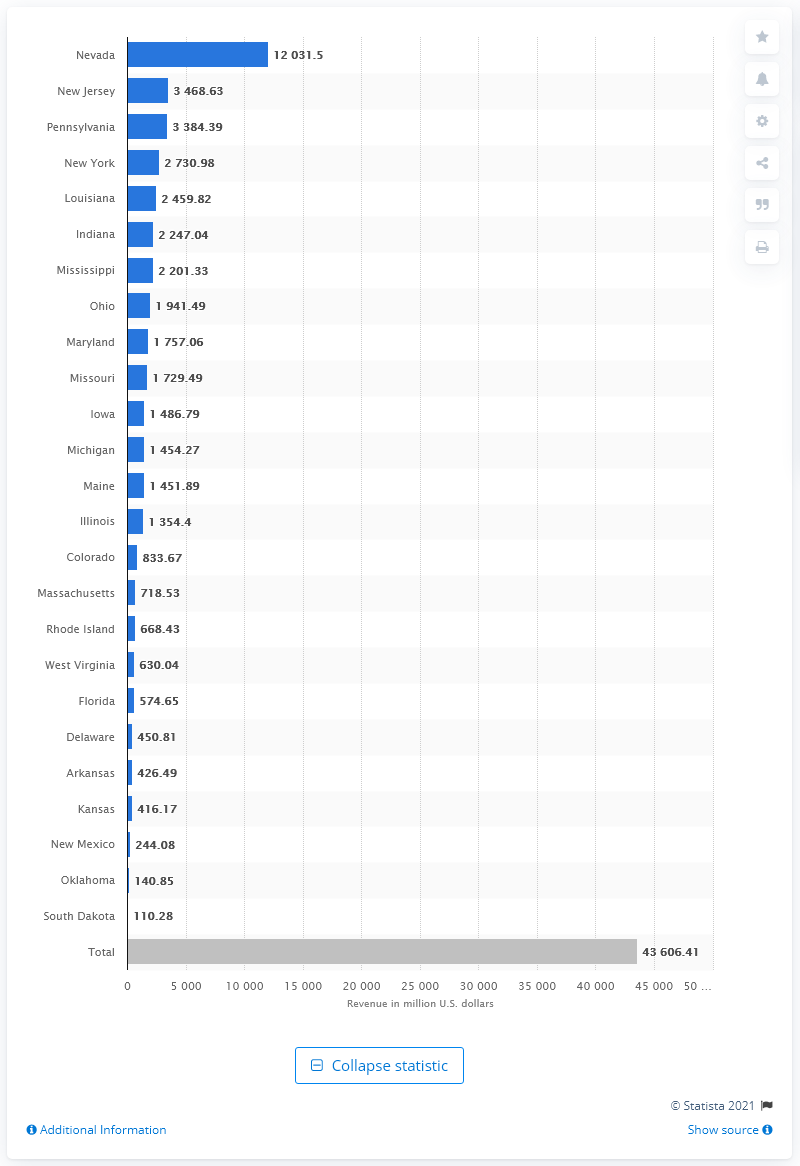 Nevada 12 031.5
New Jersey 3 468.63
Pennsylvania 3 384.39
New York 2 730.98
Louisiana 2 459.82
Indiana 2 247.04
Mississippi 2 201.33
Ohio 1 941.49
Maryland 1 757.06
Missouri 1 729.49
Iowa 1 486.79
Michigan 1 454.27
Maine 1 451.89
Illinois 1 354.4
Colorado 833.67
Massachusetts 718.53
Rhode Island 668.43
West Virginia 630.04
Florida 574.65
Delaware 450.81
Arkansas 426.49
Kansas 416.17
New Mexico 244.08
Oklahoma 140.85
South Dakota 110.28
Total 43 606.41
0 5 000 10 000 15 000 20 000 25 000 30 000 35 000 40 000 45 000 50 ...
Revenue in million U.S. dollars
Collapse statistic
© Statista 2021
Additional Information Show source